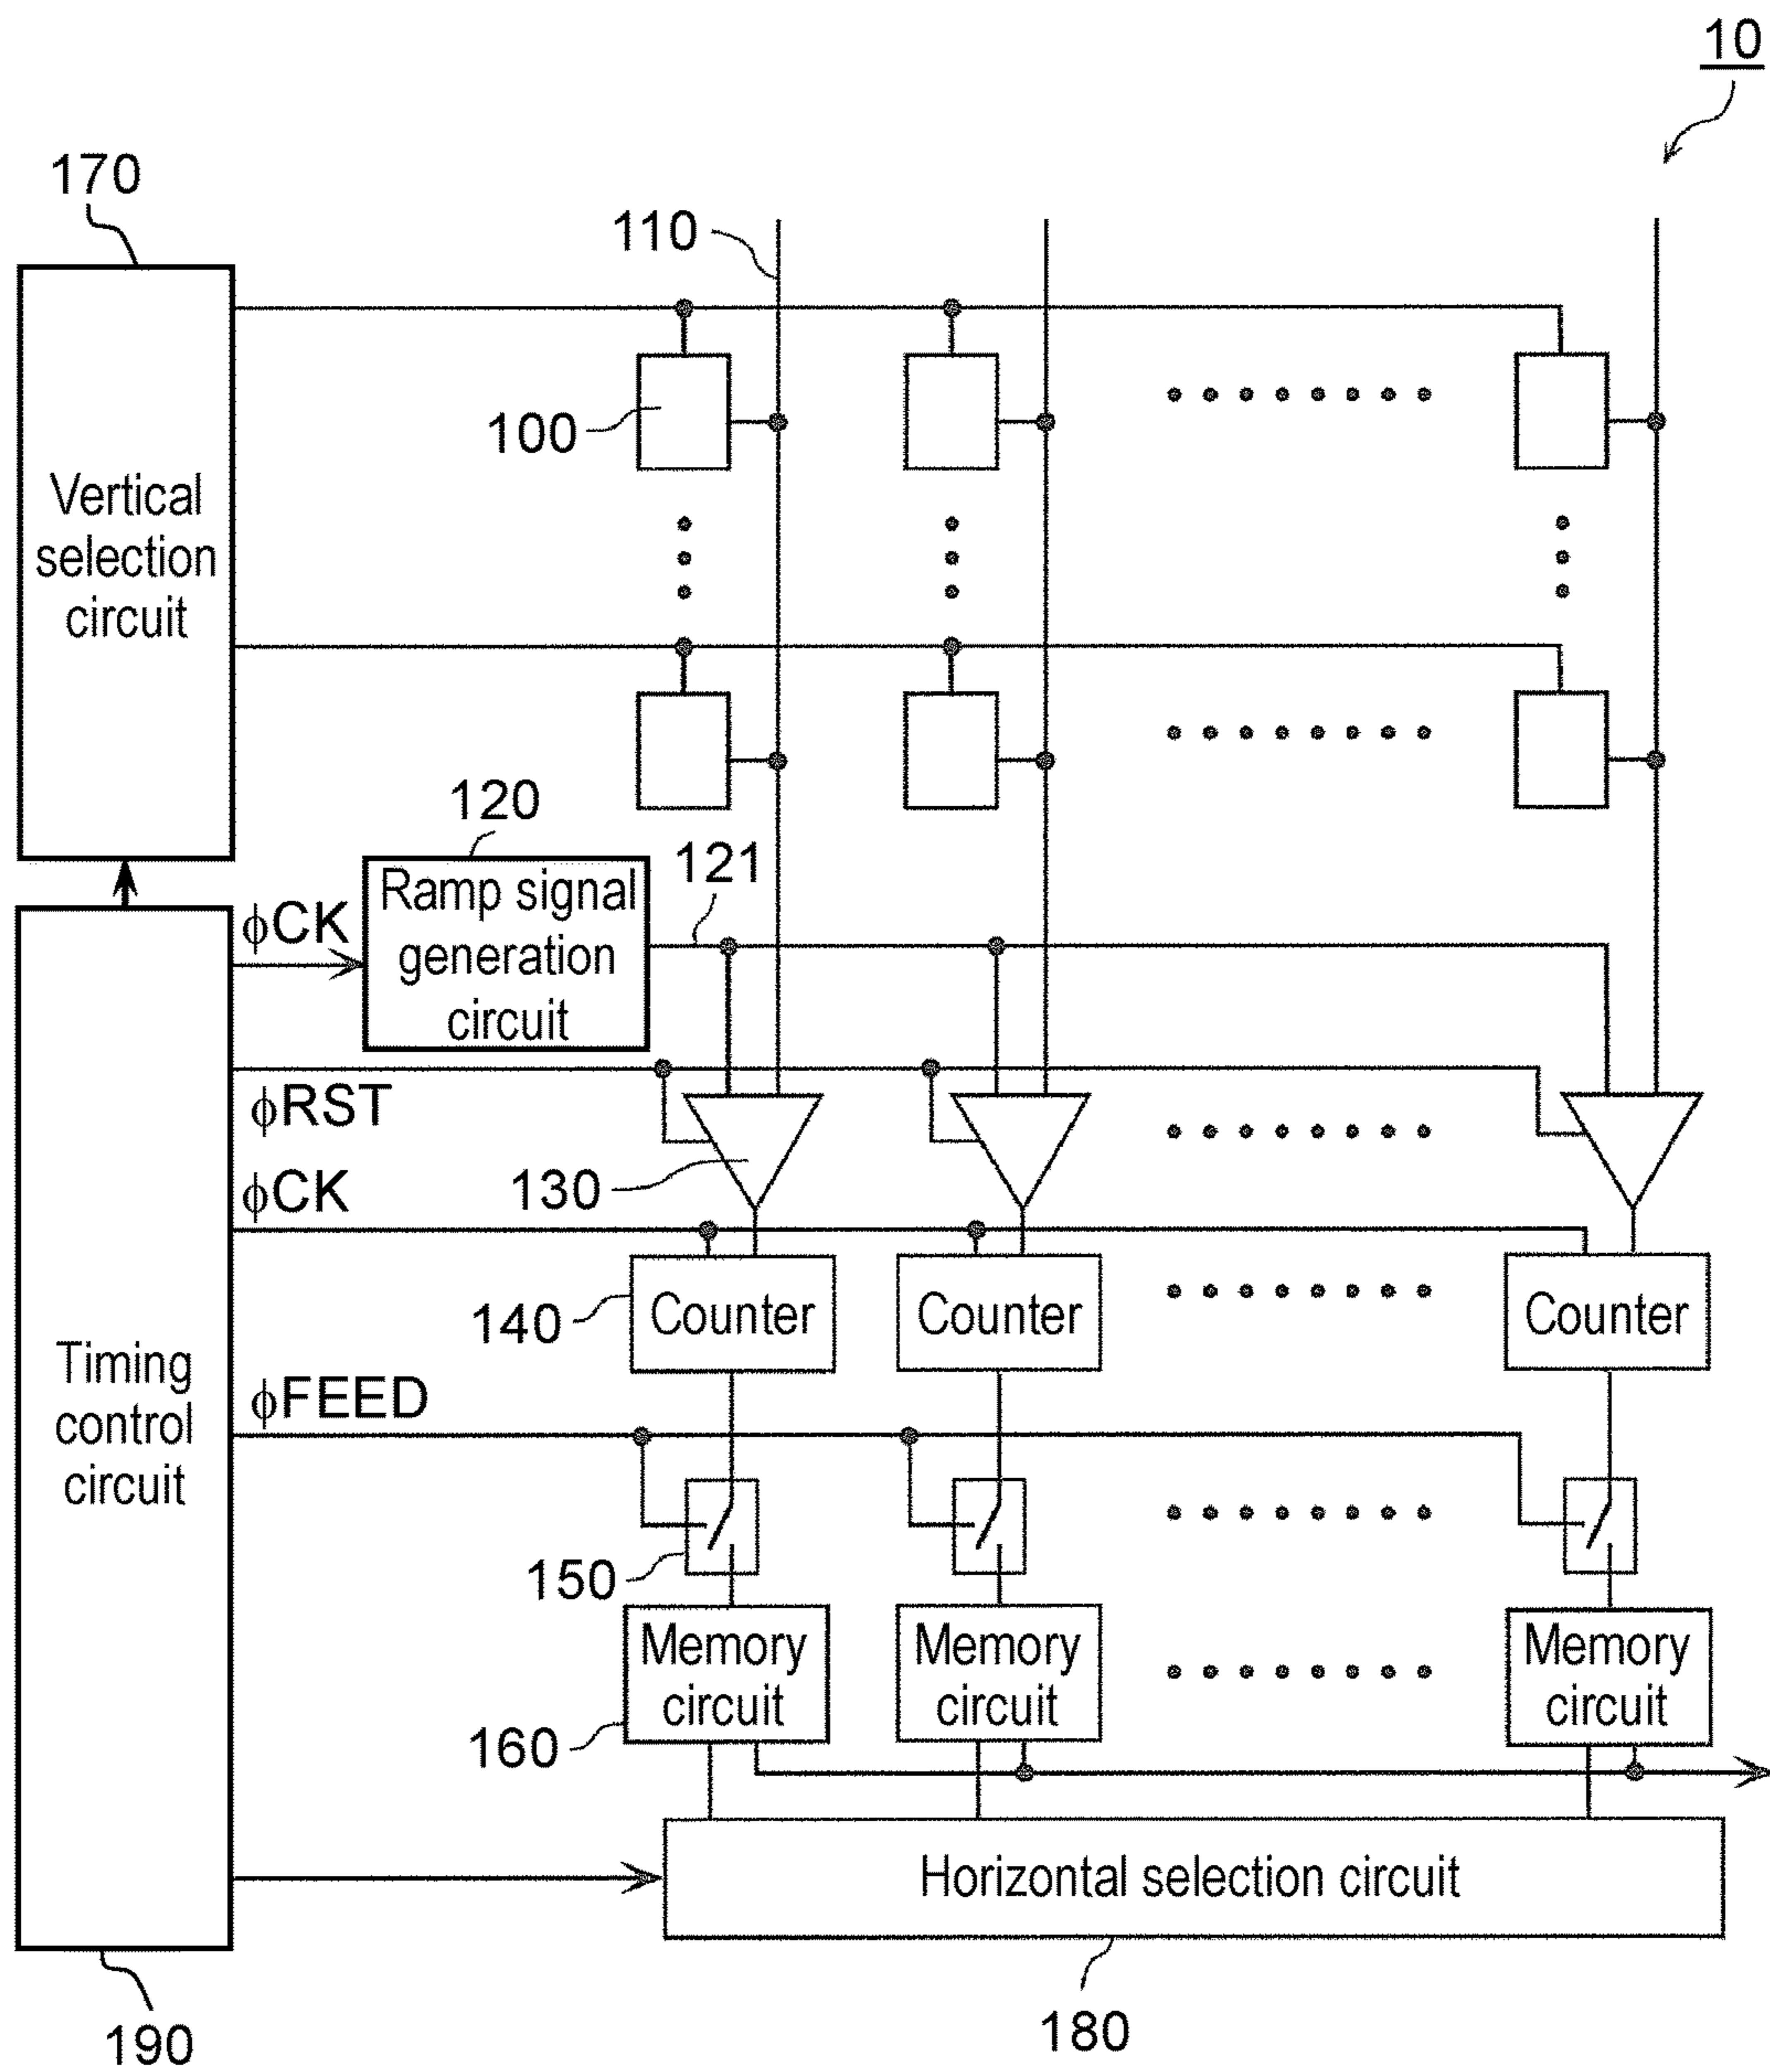 10
170
110
100
Vertical
selection
circuit
120
121
ϕCK
Ramp signal
generation
circuit
ϕRST
130
ϕCK
140
Counter
Counter
Counter
Timing
control
circuit
ϕFEED
150
Memory
circuit
Memory
circuit
Memory
circuit
160
Horizontal selection circuit
190
180